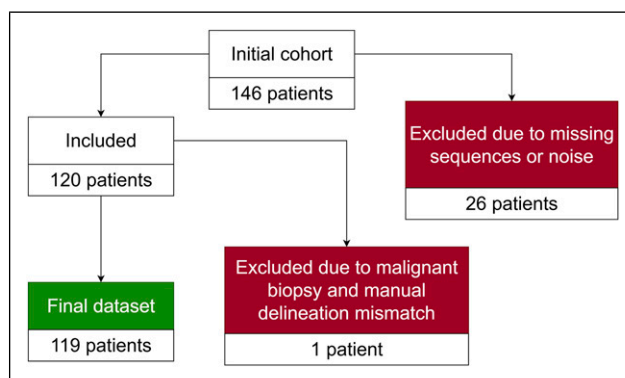 Initial cohort
146 patients
Included
120 patients
Excluded due to missing
sequences or noise
26 patients
Final dataset
119 patients
Excluded due to malignant
biopsy and manual
delineation mismatch
1 patient